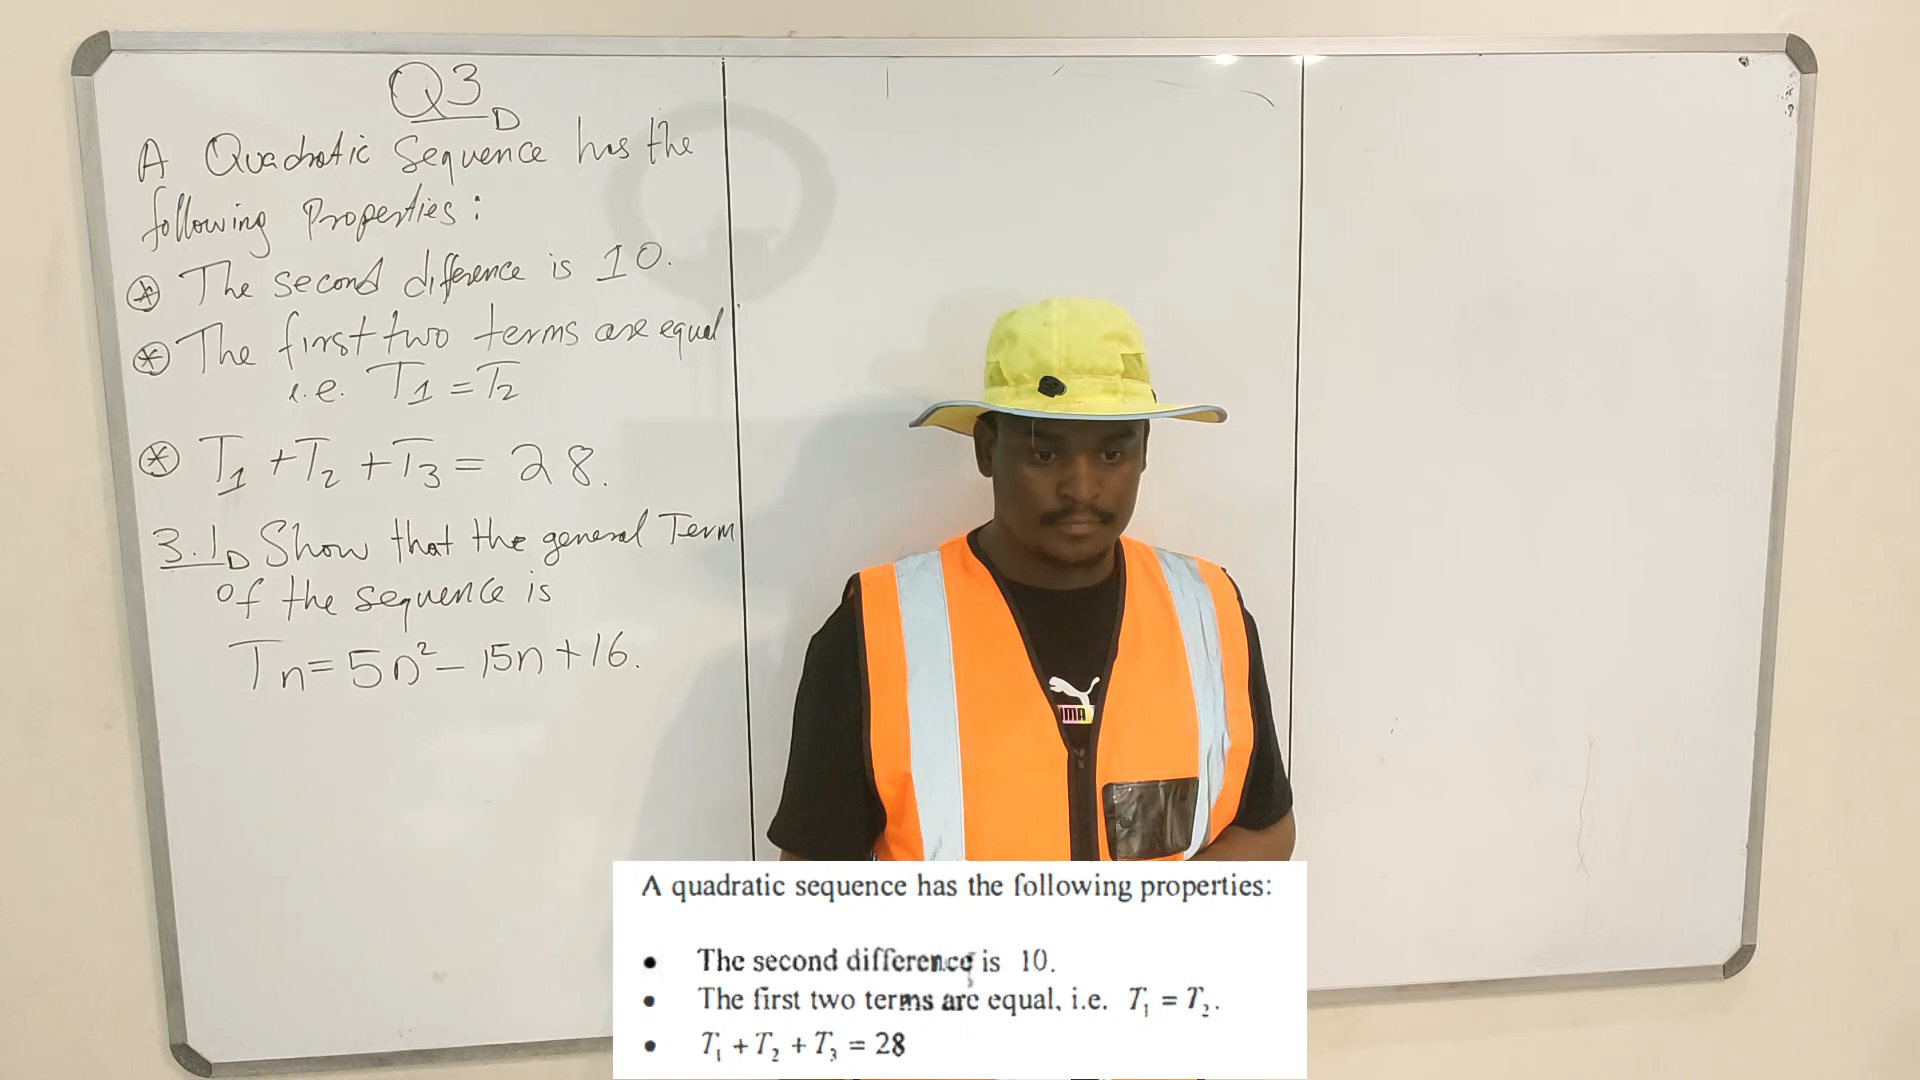 Q3
A Quadratic Sequence has the
following Properties:
⊛ The second difference is 10.
⊛ The first two terms are equal
i.e. T₁ = T₂
⊛ T₁ + T₂ + T₃ = 28.
3.1 Show that the general Term
of the sequence is
Tn = 5n² - 15n + 16.
A quadratic sequence has the following properties:
• The second difference is 10.
• The first two terms are equal, i.e. T₁ = T₂.
• T₁ + T₂ + T₃ = 28